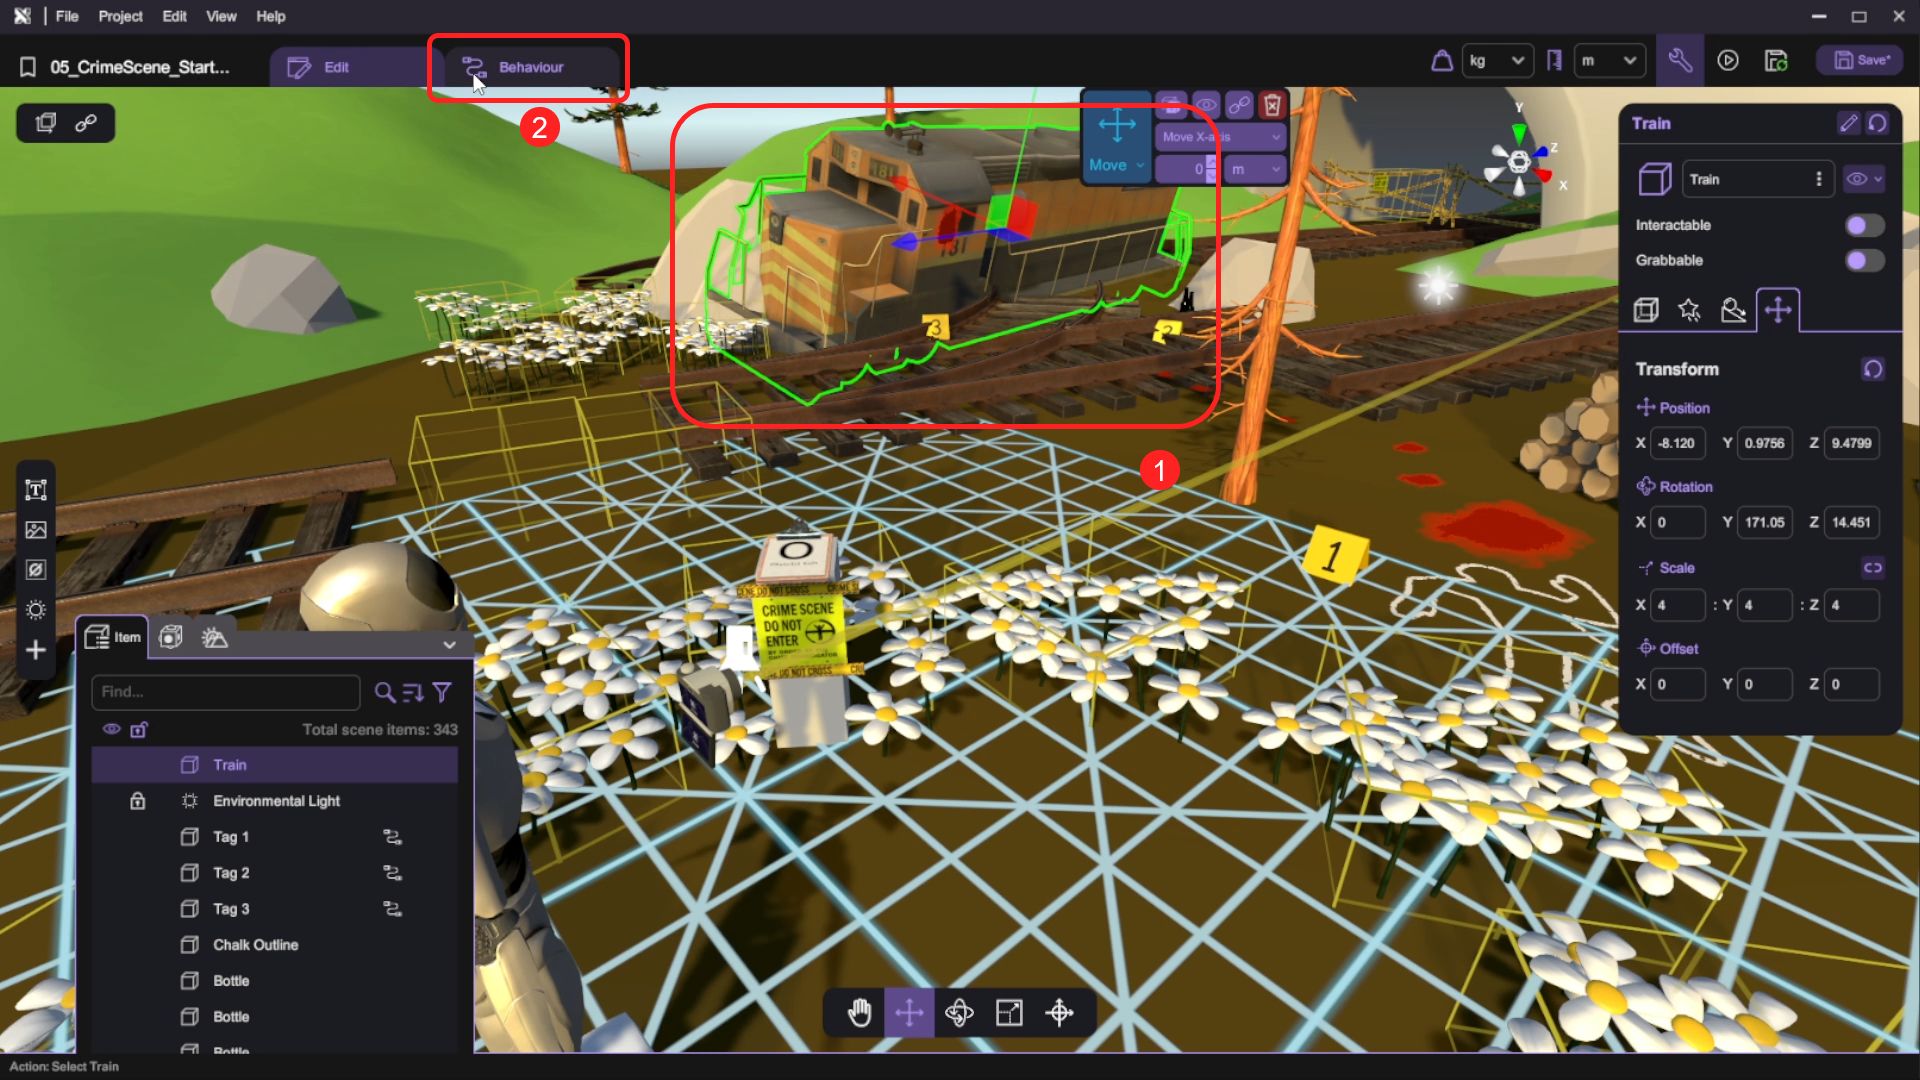 File Project Edit View Help
05_CrimeScene_Start... Edit Behaviour kg m Save*
2
Move
Move X-axis
0 m
Y
Z
X
181
131
3
2
1
1
CRIME SCENE
DO NOT
ENTER
Train
Train
Interactable
Grabbable
Transform
Position
X -8.120 Y 0.9756 Z 9.4799
Rotation
X 0 Y 171.05 Z 14.451
Scale
X 4 : Y 4 : Z 4
Offset
X 0 Y 0 Z 0
T
Item
Find...
Total scene items: 343
Train
Environmental Light
Tag 1
Tag 2
Tag 3
Chalk Outline
Bottle
Bottle
Bottle
Action: Select Train